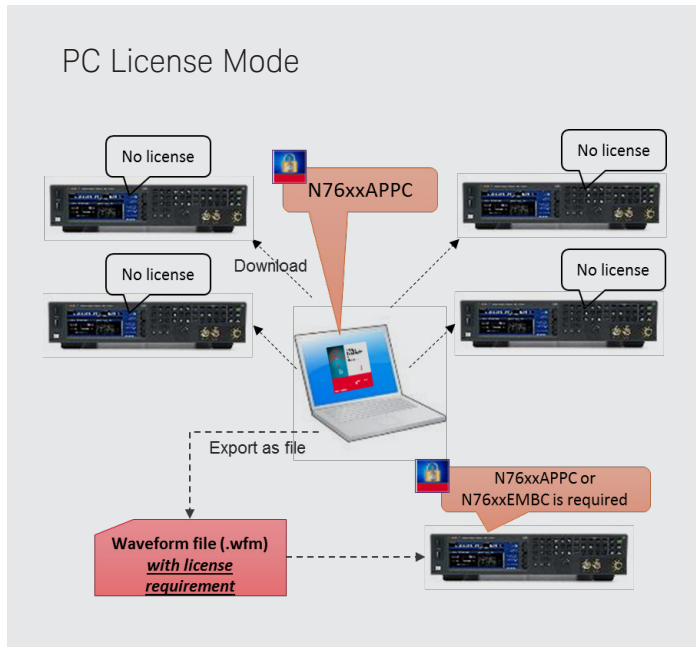 PC License Mode
No license
N76xxAPPC
No license
Download
No license
No license
Export as file
N76xxAPPC or
N76xxEMBC is required
Waveform file (.wfm)
with license
requirement